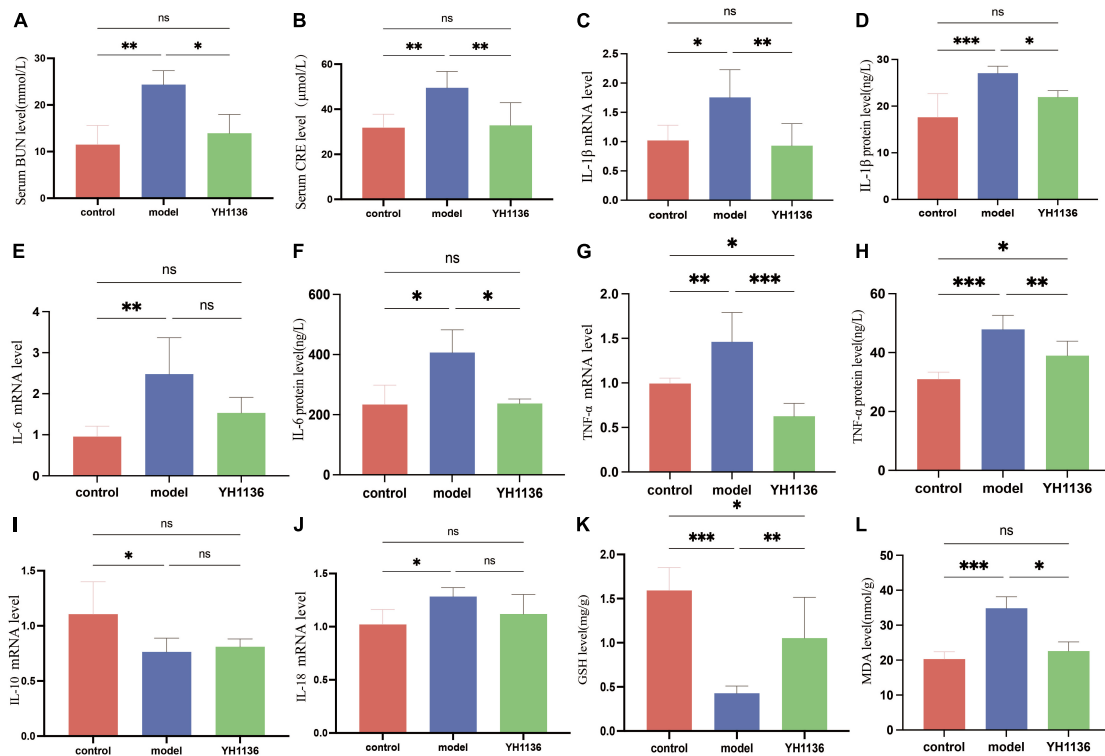 A
ns
** *
Serum BUN level(mmol/L)
30
20
10
0
control model YH1136
B
ns
** **
Serum CRE level (μmol/L)
60
40
20
0
control model YH1136
C
ns
* **
IL-1β mRNA level
2.5
2.0
1.5
1.0
0.5
0.0
control model YH1136
D
ns
*** *
IL-1β protein level(ng/L)
30
20
10
0
control model YH1136
E
ns
** ns
IL-6 mRNA level
4
3
2
1
0
control model YH1136
F
ns
* *
IL-6 protein level(ng/L)
600
400
200
0
control model YH1136
G
*
** ***
TNF-α mRNA level
2.0
1.5
1.0
0.5
0.0
control model YH1136
H
*
*** **
TNF-α protein level(ng/L)
60
40
20
0
control model YH1136
I
ns
* ns
IL-10 mRNA level
1.5
1.0
0.5
0.0
control model YH1136
J
ns
* ns
IL-18 mRNA level
1.5
1.0
0.5
0.0
control model YH1136
K
*
*** **
GSH level(mg/g)
2.0
1.5
1.0
0.5
0.0
control model YH1136
L
ns
*** *
MDA level(nmol/g)
50
40
30
20
10
0
control model YH1136